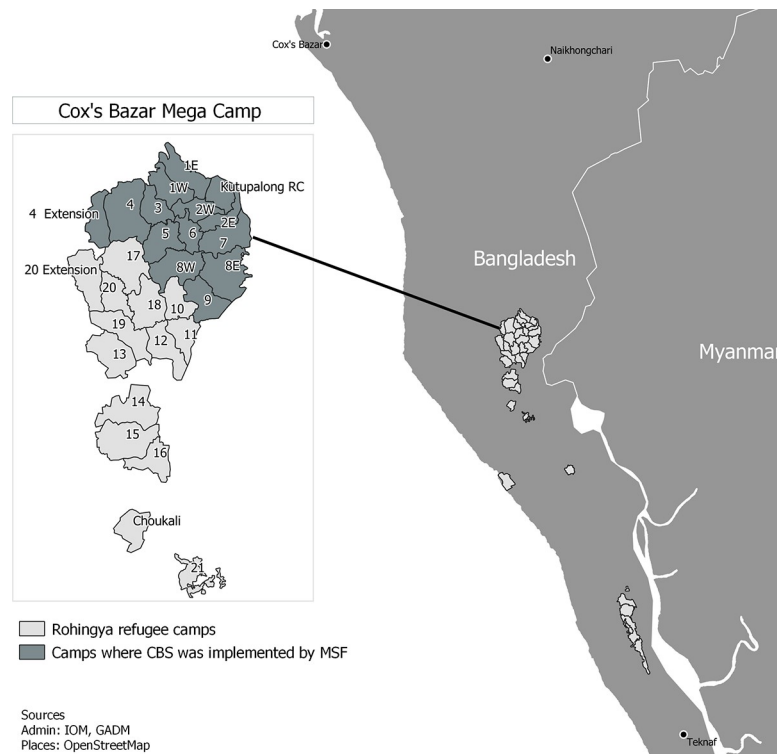 Cox's Bazar
Naikhongchari
Cox's Bazar Mega Camp
1E
1W
Kutupalong RC
4
3
2W
4 Extension
2E
5
6
7
17
8W
8E
20 Extension
20
18
10
9
19
11
12
13
14
15
16
Choukali
21
Bangladesh
Myanmar
Rohingya refugee camps
Camps where CBS was implemented by MSF
Sources
Admin: IOM, GADM
Places: OpenStreetMap
Teknaf